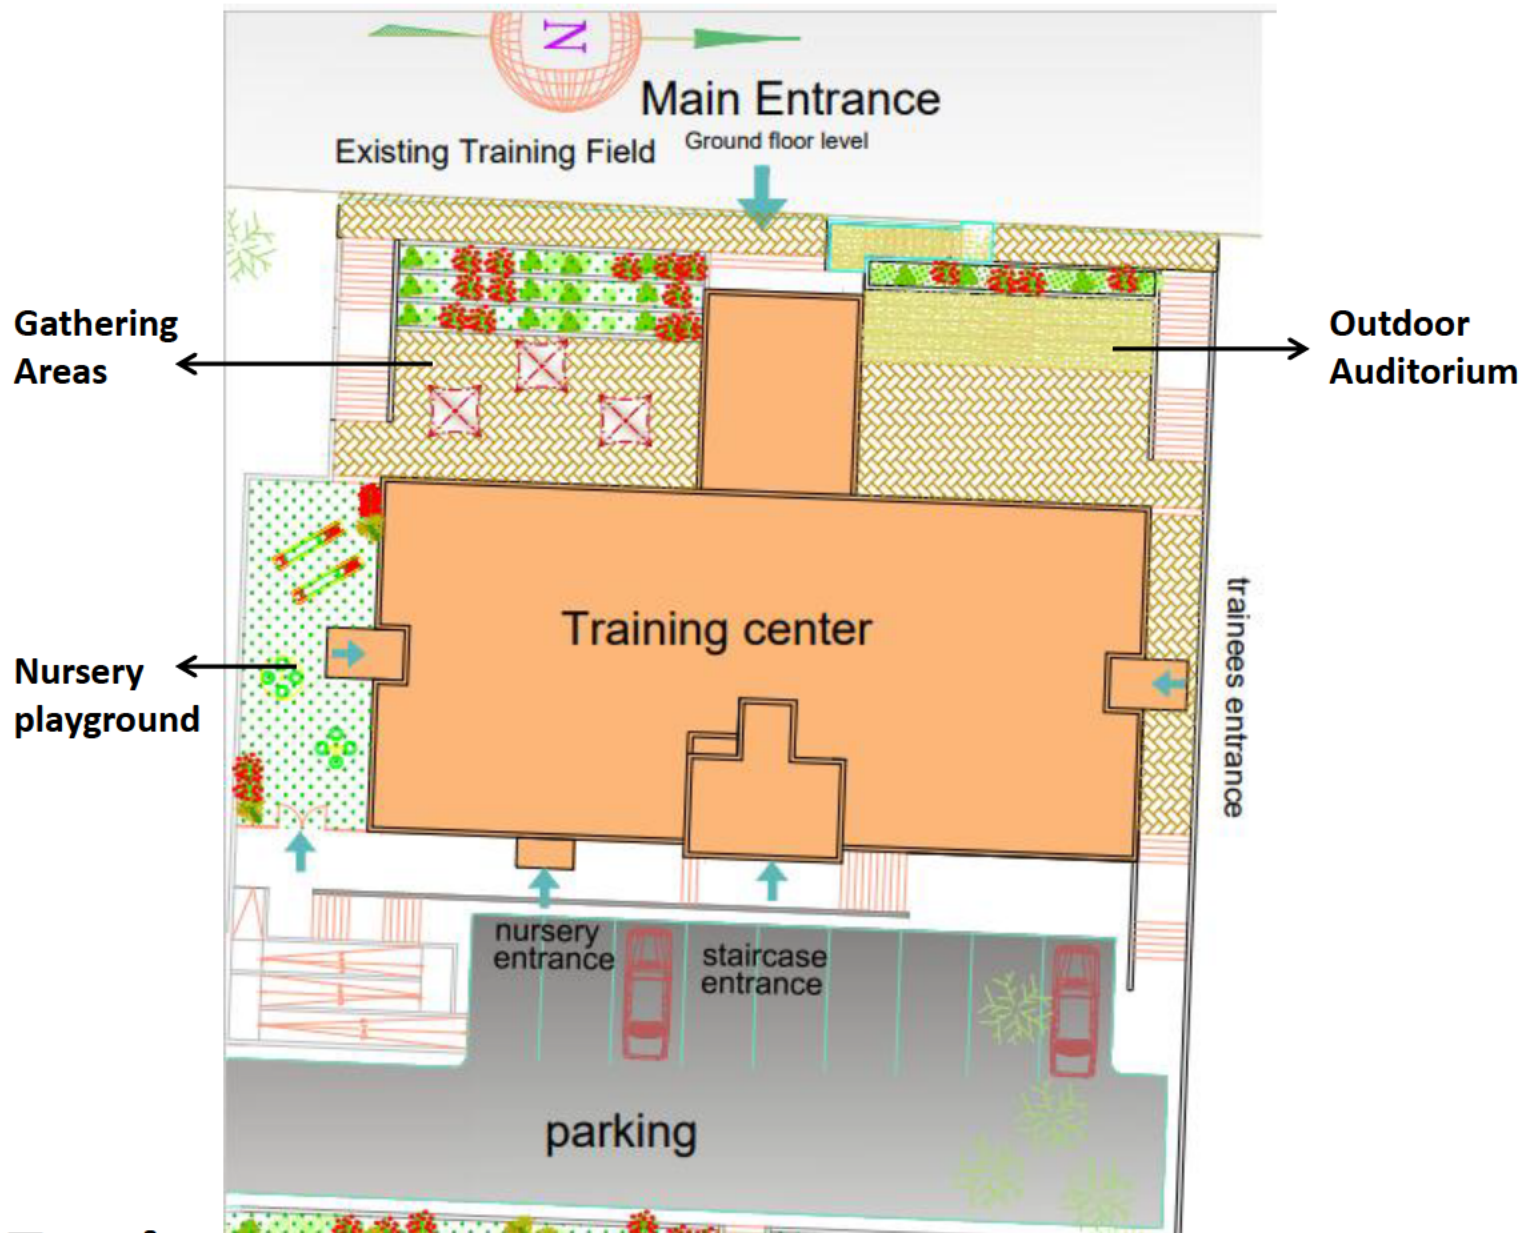 N
Main Entrance
Ground floor level
Existing Training Field
Gathering
Areas
Outdoor
Auditorium
Training center
Nursery
playground
trainees entrance
nursery
entrance
staircase
entrance
parking